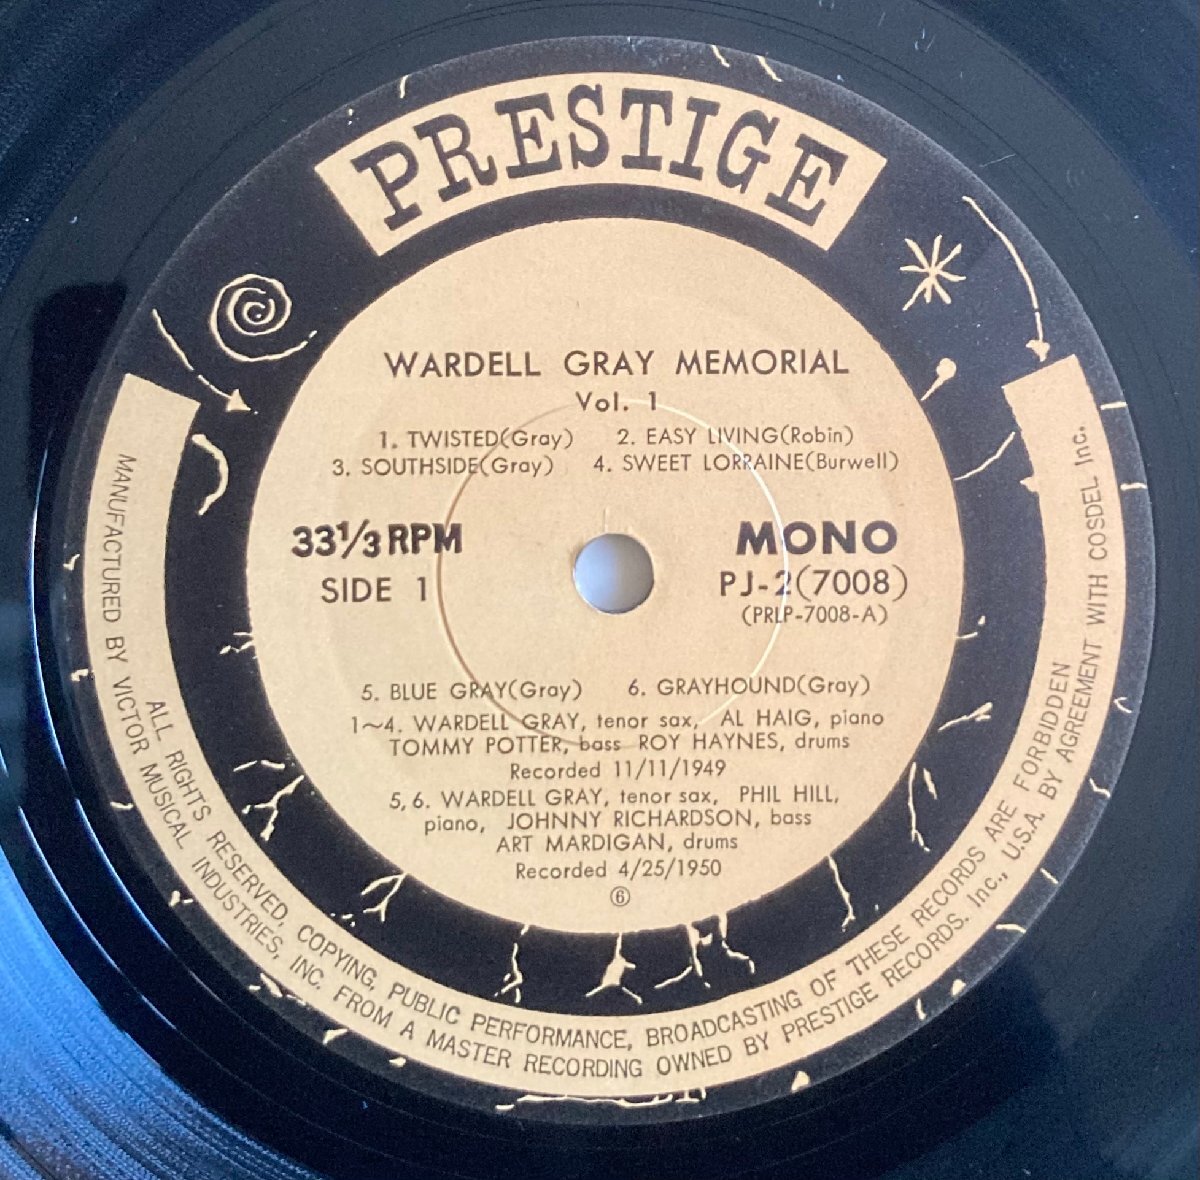 PRESTIGE
WARDELL GRAY MEMORIAL
Vol. 1
1. TWISTED(Gray) 2. EASY LIVING(Robin)
3. SOUTHSIDE(Gray) 4. SWEET LORRAINE(Burwell)
33⅓ RPM
SIDE 1
MONO
PJ-2(7008)
(PRLP-7008-A)
5. BLUE GRAY(Gray) 6. GRAYHOUND(Gray)
1~4. WARDELL GRAY, tenor sax, AL HAIG, piano
TOMMY POTTER, bass ROY HAYNES, drums
Recorded 11/11/1949
5, 6. WARDELL GRAY, tenor sax, PHIL HILL,
piano, JOHNNY RICHARDSON, bass
ART MARDIGAN, drums
Recorded 4/25/1950
⑥
ALL RIGHTS RESERVED, COPYING, PUBLIC PERFORMANCE, BROADCASTING OF THESE RECORDS ARE FORBIDDEN
MANUFACTURED BY VICTOR MUSICAL INDUSTRIES, INC. FROM A MASTER RECORDING OWNED BY PRESTIGE RECORDS. Inc., U.S.A. BY AGREEMENT WITH COSDEL Inc.